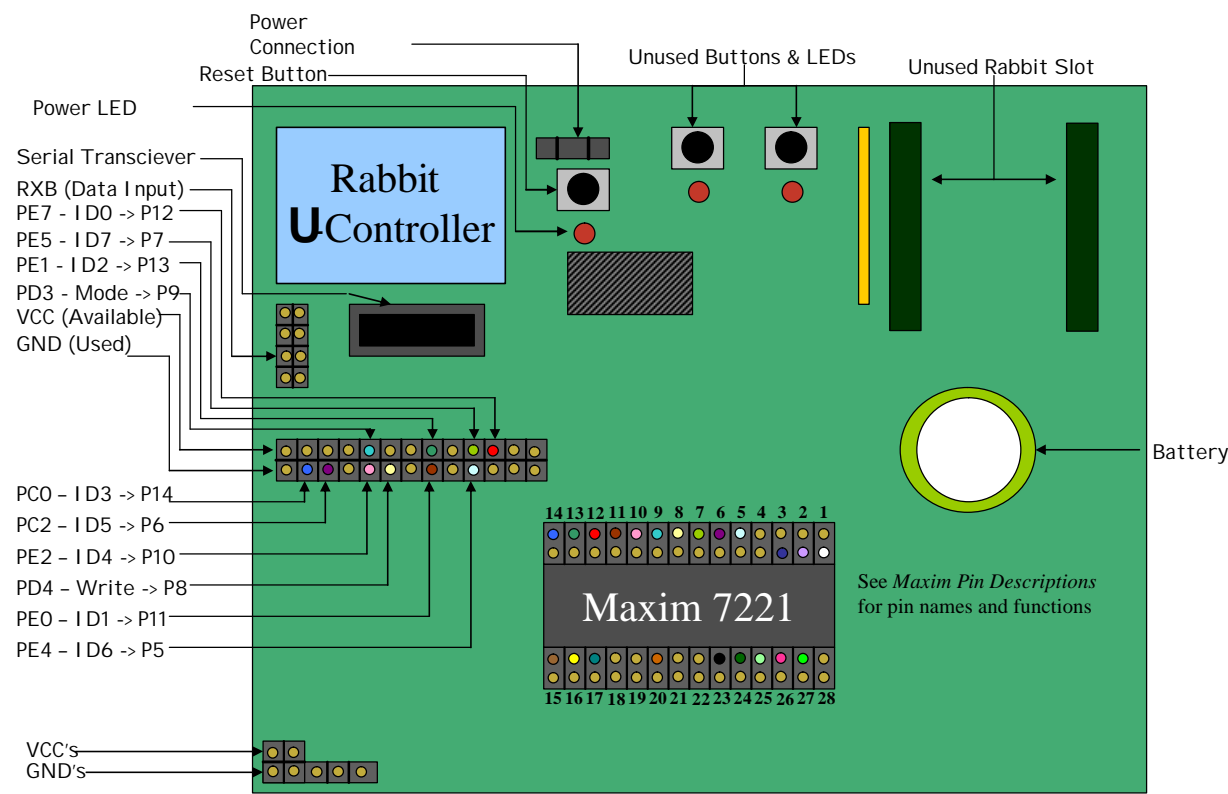 Power
Connection
Reset Button
Unused Buttons & LEDs
Unused Rabbit Slot
Power LED
Serial Transciever
RXB (Data Input)
PE7 - ID0 -> P12
PE5 - ID7 -> P7
PE1 - ID2 -> P13
PD3 - Mode -> P9
VCC (Available)
GND (Used)
Rabbit
U-Controller
Battery
PC0 – ID3 -> P14
PC2 – ID5 -> P6
PE2 – ID4 -> P10
PD4 – Write -> P8
PE0 – ID1 -> P11
PE4 – ID6 -> P5
14 13 12 11 10 9 8 7 6 5 4 3 2 1
Maxim 7221
See Maxim Pin Descriptions
for pin names and functions
15 16 17 18 19 20 21 22 23 24 25 26 27 28
VCC's
GND's